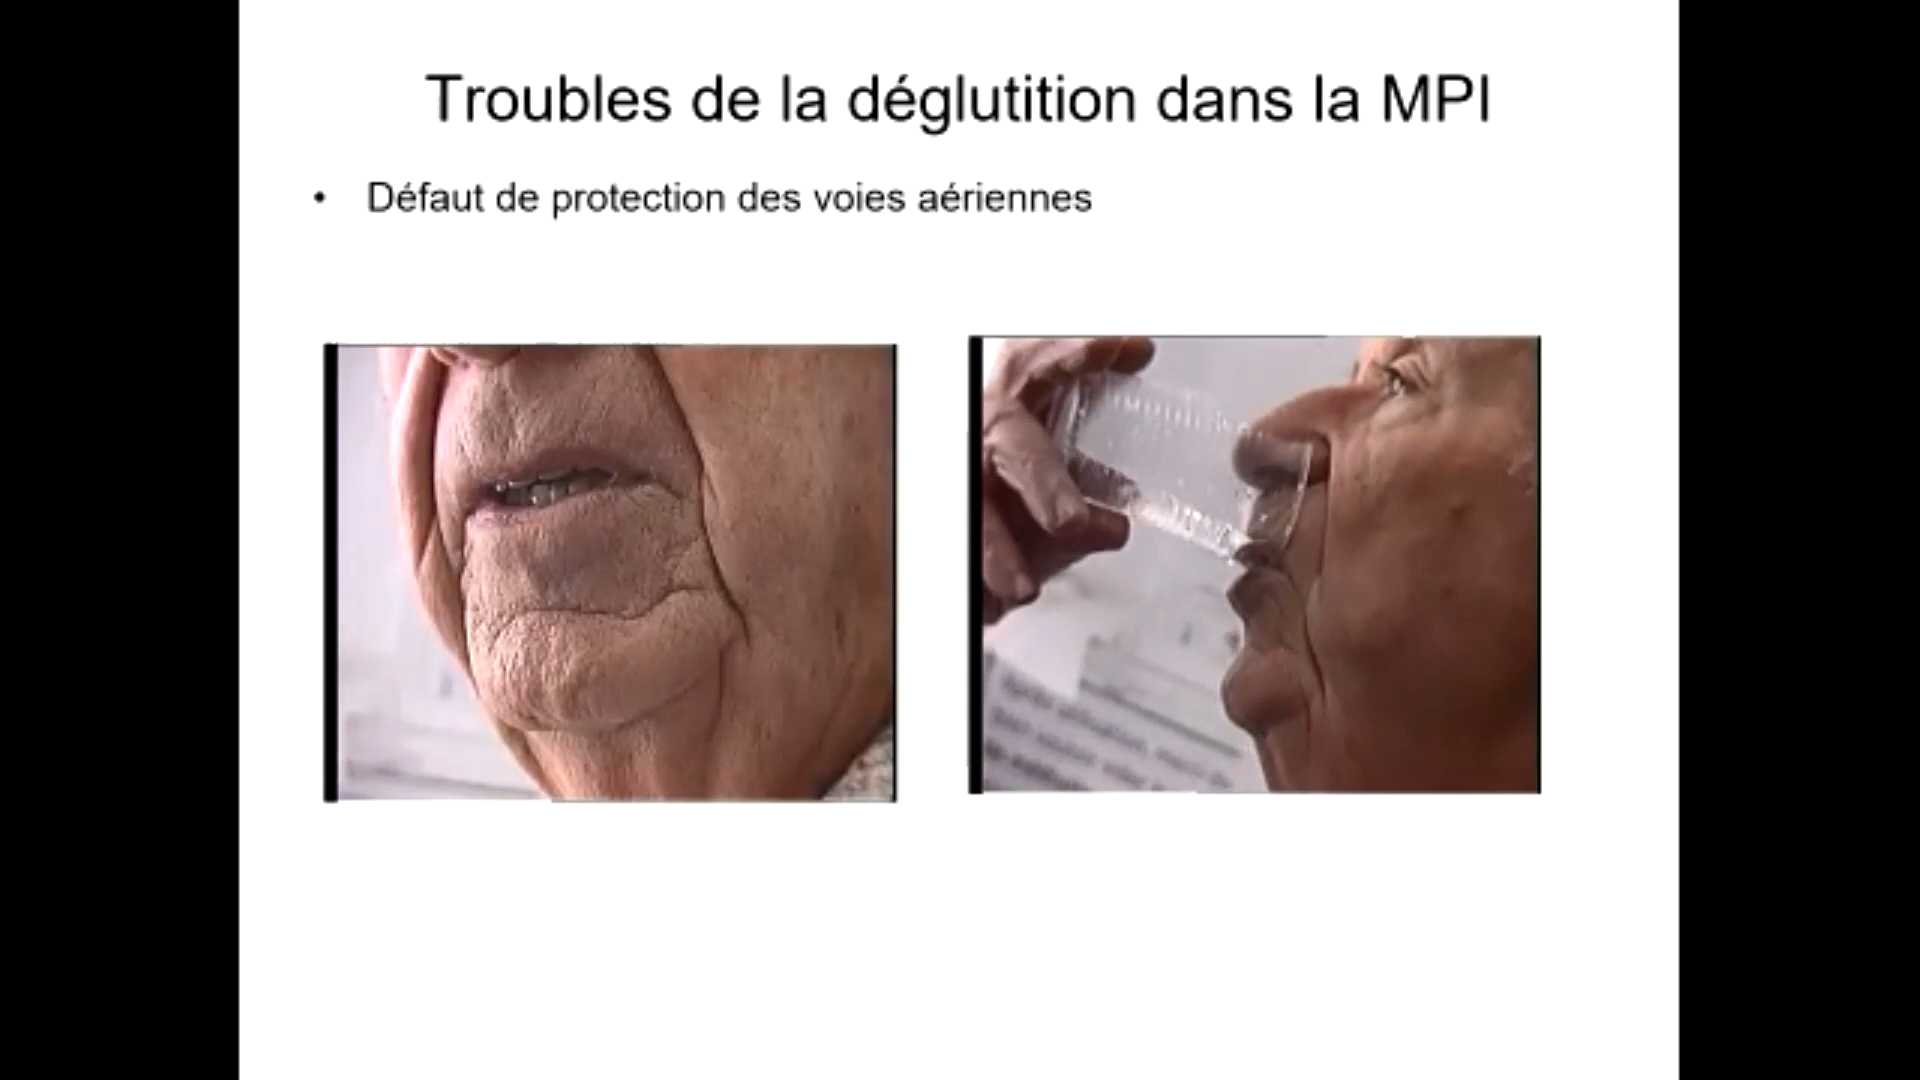 Troubles de la déglutition dans la MPI
• Défaut de protection des voies aériennes